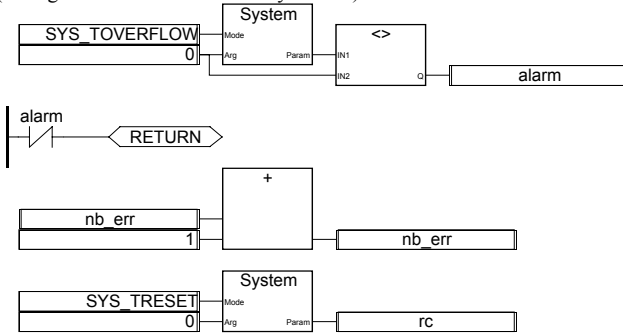 System
SYS_TOVERFLOW
Mode
<>
0
Arg
Param
IN1
IN2
Q
alarm
alarm
RETURN
+
nb_err
1
nb_err
System
SYS_TRESET
Mode
0
Arg
Param
rc